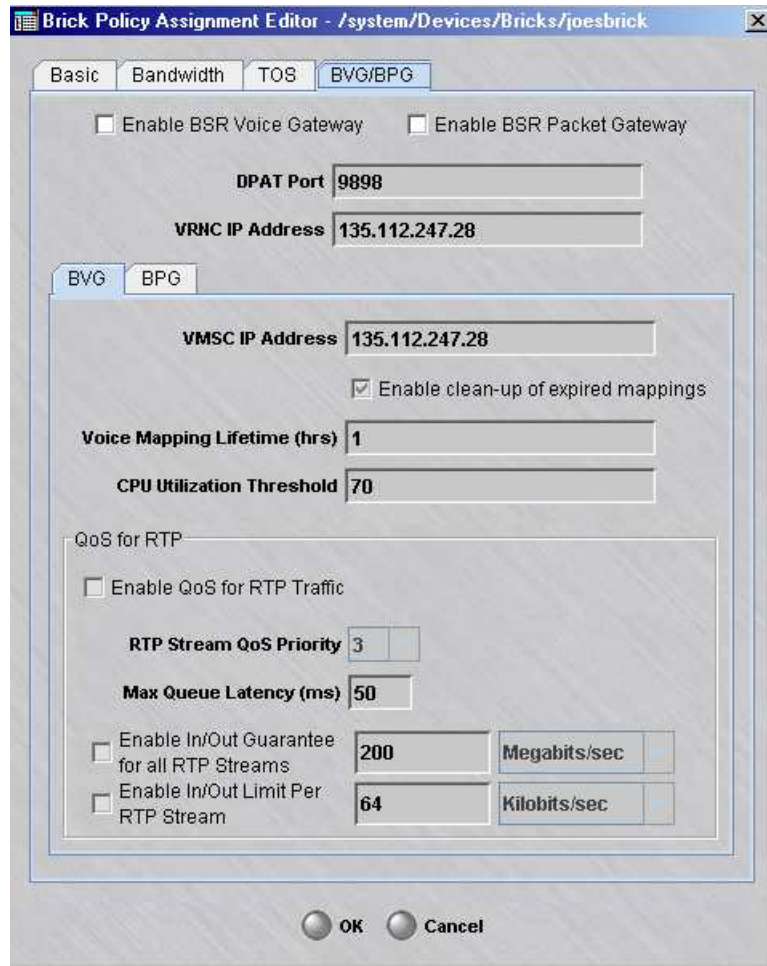 Brick Policy Assignment Editor - /system/Devices/Bricks/joesbrick
Basic Bandwidth TOS BVG/BPG
Enable BSR Voice Gateway Enable BSR Packet Gateway
DPAT Port 9898
VRNC IP Address 135.112.247.28
BVG BPG
VMSC IP Address 135.112.247.28
Enable clean-up of expired mappings
Voice Mapping Lifetime (hrs) 1
CPU Utilization Threshold 70
QoS for RTP
Enable QoS for RTP Traffic
RTP Stream QoS Priority 3
Max Queue Latency (ms) 50
Enable In/Out Guarantee
for all RTP Streams 200 Megabits/sec
Enable In/Out Limit Per
RTP Stream 64 Kilobits/sec
OK Cancel